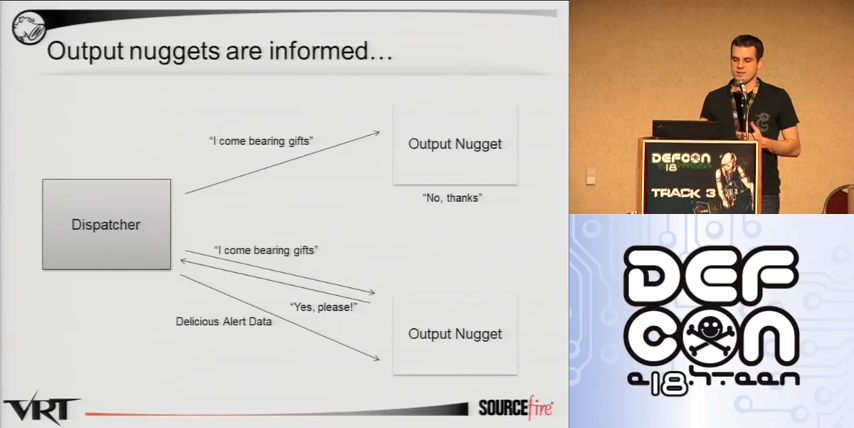 Output nuggets are informed…
"I come bearing gifts"
Output Nugget
"No, thanks"
Dispatcher
"I come bearing gifts"
"Yes, please!"
Delicious Alert Data
Output Nugget
VRT
SOURCEfire
DEFCON
18
TRACK 3
DEF
CON
e18hteen